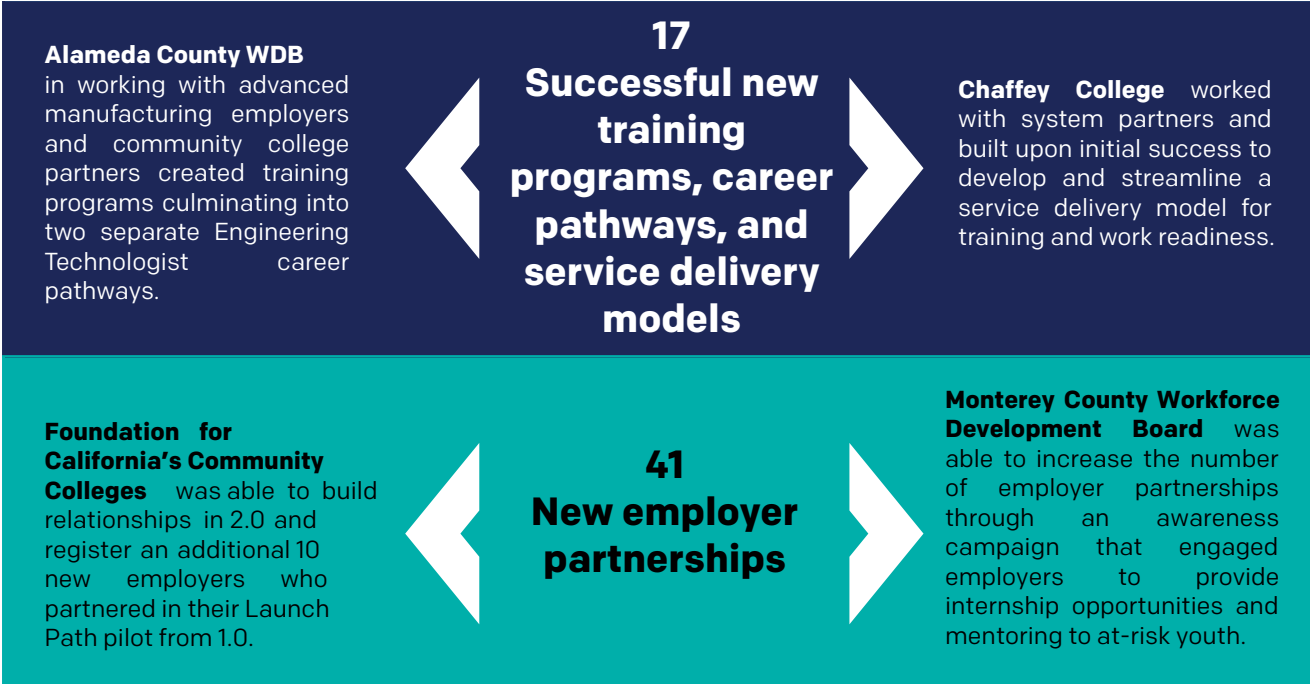 Alameda County WDB
in working with advanced
manufacturing employers
and community college
partners created training
programs culminating into
two separate Engineering
Technologist career
pathways.
17
Successful new
training
programs, career
pathways, and
service delivery
models
Chaffey College worked
with system partners and
built upon initial success to
develop and streamline a
service delivery model for
training and work readiness.
Foundation for
California’s Community
Colleges was able to build
relationships in 2.0 and
register an additional 10
new employers who
partnered in their Launch
Path pilot from 1.0.
41
New employer
partnerships
Monterey County Workforce
Development Board was
able to increase the number
of employer partnerships
through an awareness
campaign that engaged
employers to provide
internship opportunities and
mentoring to at-risk youth.